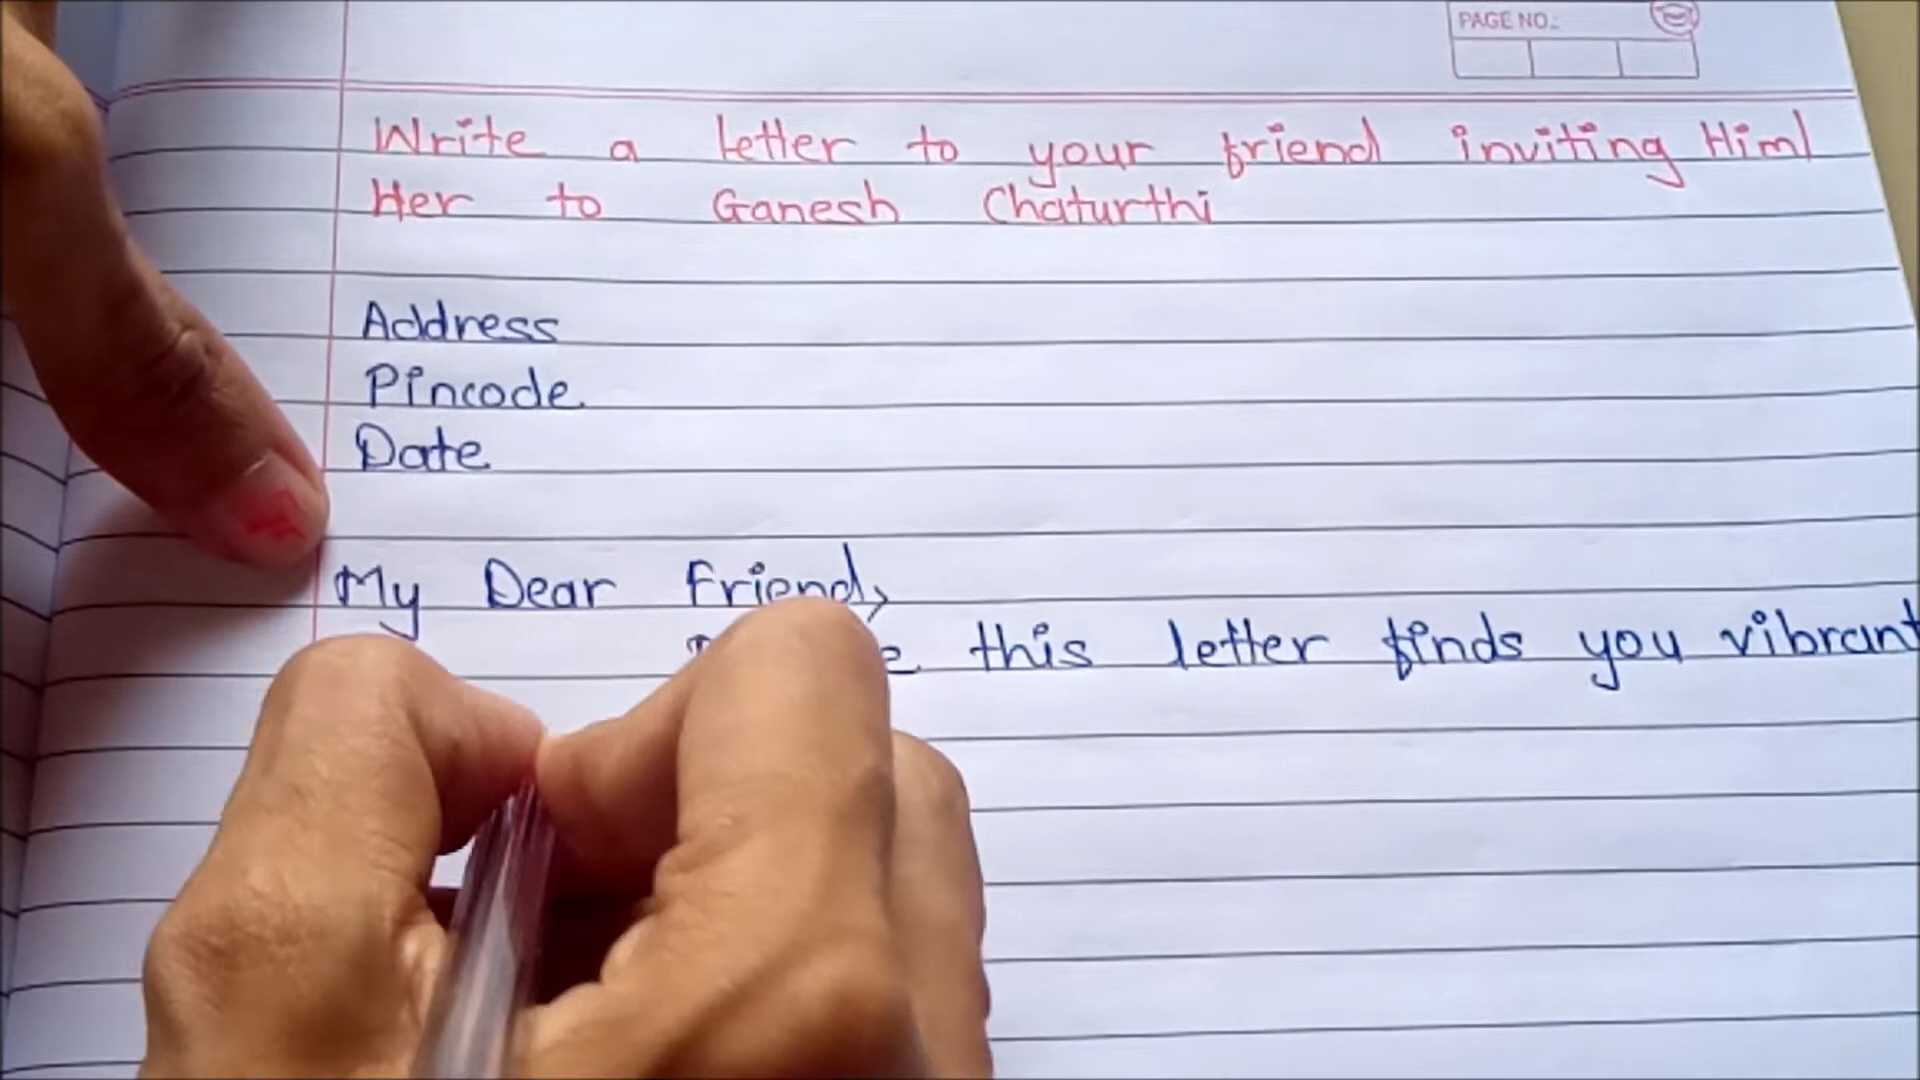 PAGE NO.:
Write a letter to your friend inviting Him/
Her to Ganesh Chaturthi
Address
Pincode
Date
My Dear Friend,
this letter finds you vibrant